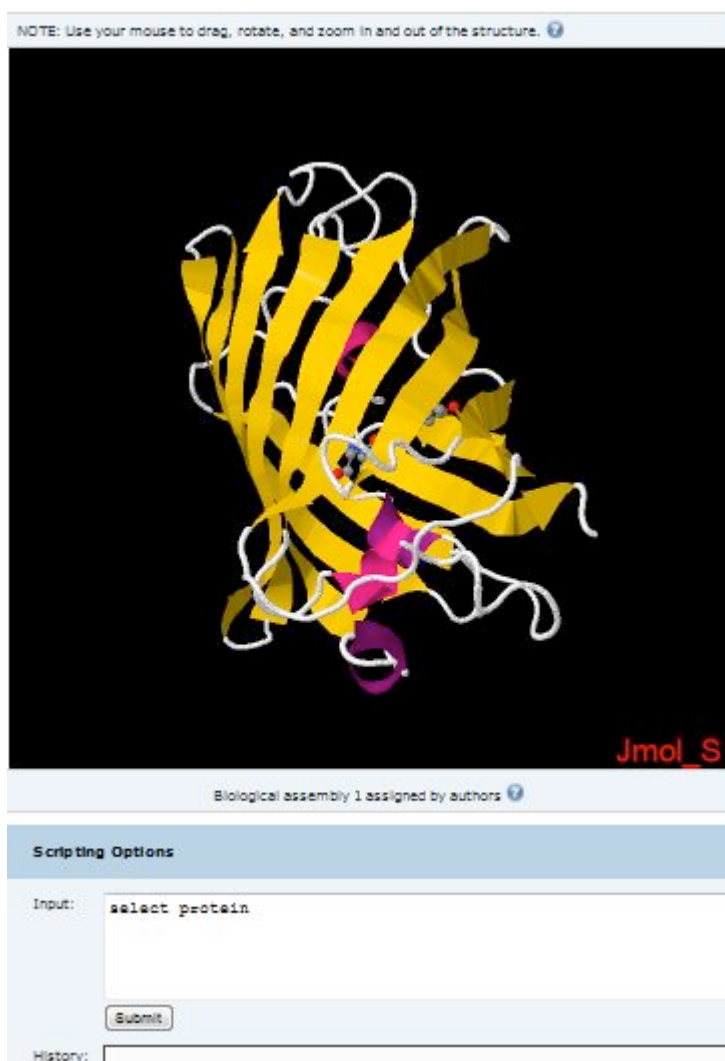 NOTE: Use your mouse to drag, rotate, and zoom in and out of the structure. ?
Jmol_S
Biological assembly 1 assigned by authors ?
Scripting Options
Input:
select protein
Submit
History: